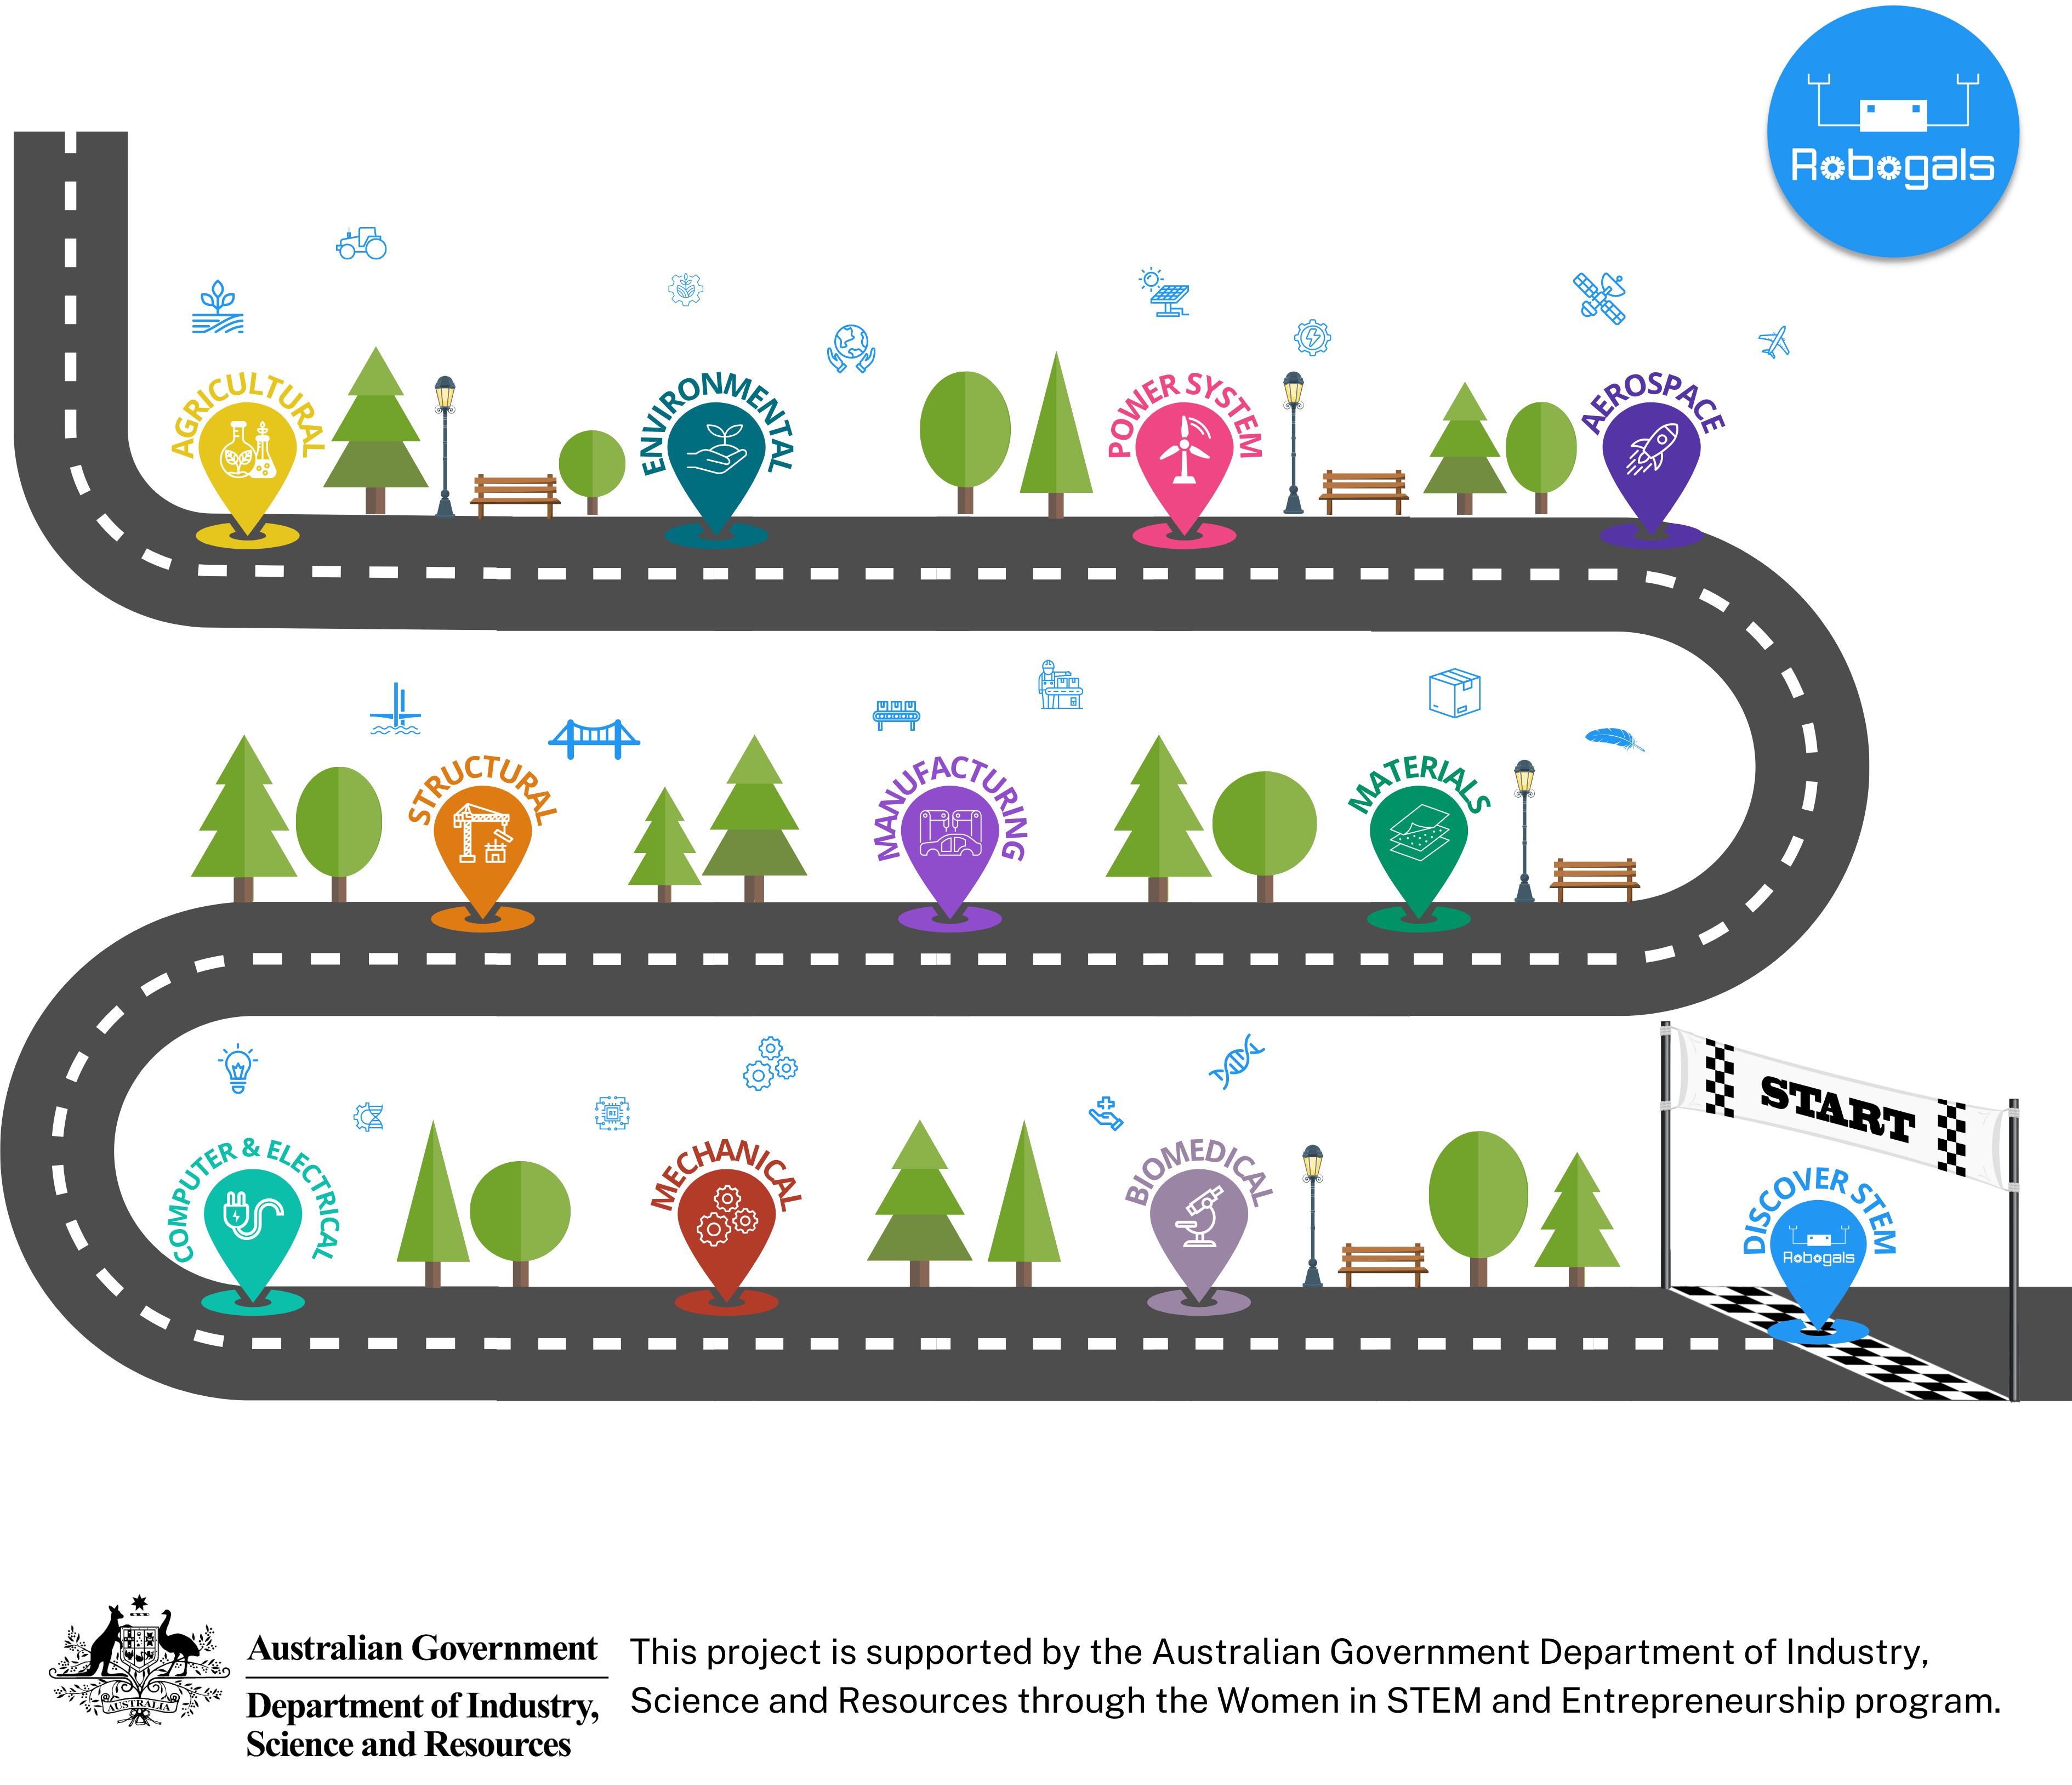 Robogals
AGRICULTURAL
ENVIRONMENTAL
POWER SYSTEM
AEROSPACE
STRUCTURAL
MANUFACTURING
MATERIALS
COMPUTER & ELECTRICAL
MECHANICAL
BIOMEDICAL
START
DISCOVER STEM
Robogals
AUSTRALIA
Australian Government
Department of Industry,
Science and Resources
This project is supported by the Australian Government Department of Industry,
Science and Resources through the Women in STEM and Entrepreneurship program.